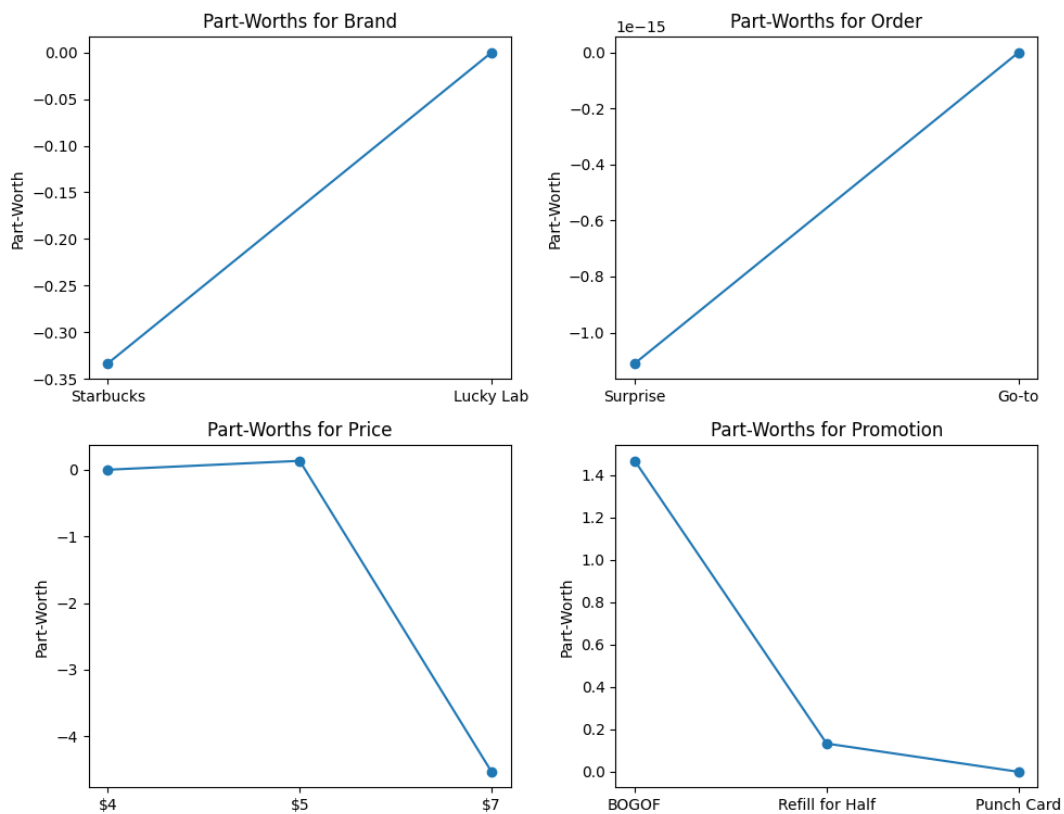 Part-Worths for Brand
0.00
−0.05
−0.10
−0.15
−0.20
−0.25
−0.30
−0.35
Part-Worth
Starbucks
Lucky Lab
Part-Worths for Order
1e−15
0.0
−0.2
−0.4
−0.6
−0.8
−1.0
Part-Worth
Surprise
Go-to
Part-Worths for Price
0
−1
−2
−3
−4
Part-Worth
$4
$5
$7
Part-Worths for Promotion
1.4
1.2
1.0
0.8
0.6
0.4
0.2
0.0
Part-Worth
BOGOF
Refill for Half
Punch Card